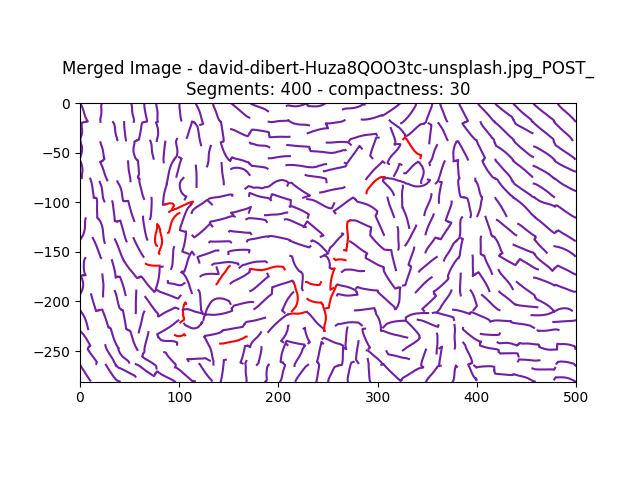 Merged Image - david-dibert-Huza8QOO3tc-unsplash.jpg_POST_
Segments: 400 - compactness: 30
0
−50
−100
−150
−200
−250
0 100 200 300 400 500